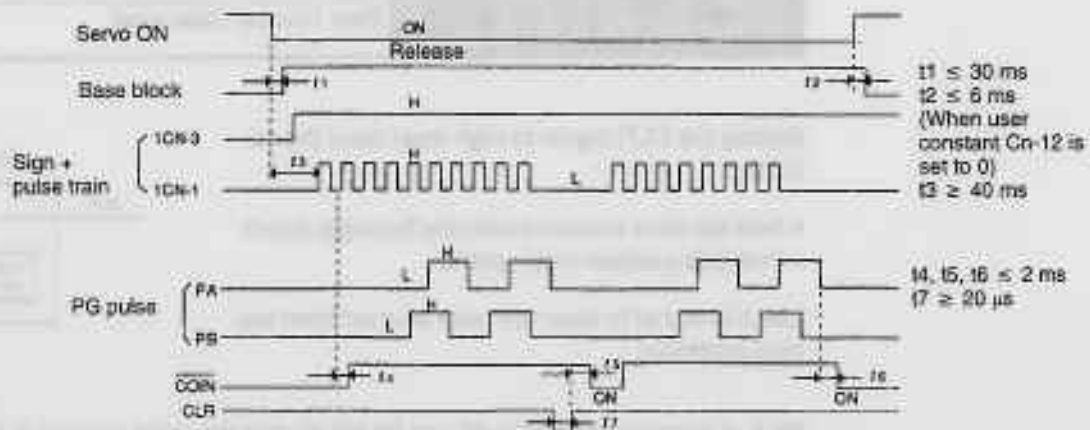 Servo ON
ON
Release
Base block
t1
t2
t1 ≤ 30 ms
t2 ≤ 6 ms
(When user
constant Cn-12 is
set to 0)
t3 ≥ 40 ms
H
1CN-3
Sign +
pulse train
t3
H
1CN-1
L
H
L
PA
PG pulse
H
L
PB
t4, t5, t6 ≤ 2 ms
t7 ≥ 20 μs
COIN
t4
t5
ON
t6
ON
CLR
t7